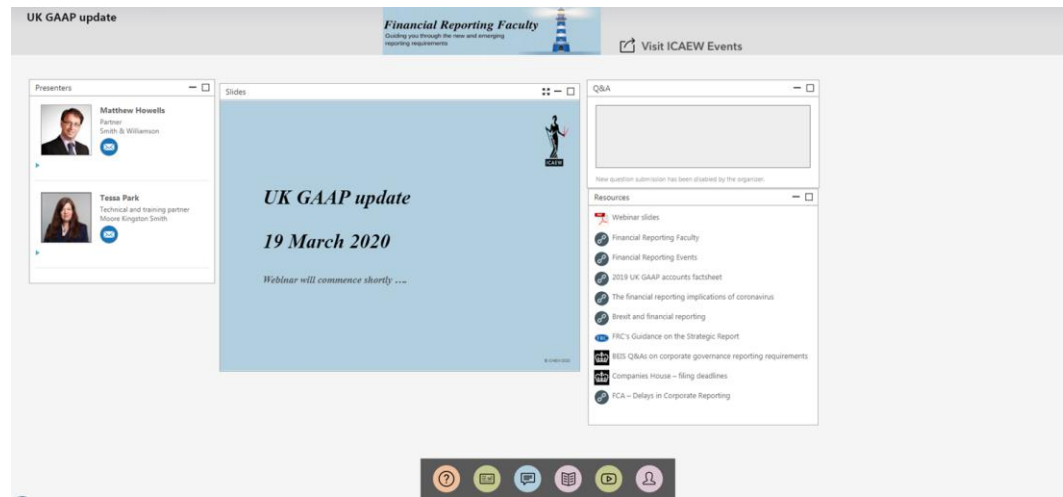 UK GAAP update
Financial Reporting Faculty
Guiding you through the new and emerging
reporting requirements
Visit ICAEW Events
Presenters
Matthew Howells
Partner
Smith & Williamson
Tessa Park
Technical and training partner
Moore Kingston Smith
Slides
ICAEW
UK GAAP update
19 March 2020
Webinar will commence shortly ….
© ICAEW 2020
Q&A
New question submission has been disabled by the organizer.
Resources
Webinar slides
Financial Reporting Faculty
Financial Reporting Events
2019 UK GAAP accounts factsheet
The financial reporting implications of coronavirus
Brexit and financial reporting
FRC
FRC's Guidance on the Strategic Report
BEIS Q&As on corporate governance reporting requirements
Companies House – filing deadlines
FCA – Delays in Corporate Reporting